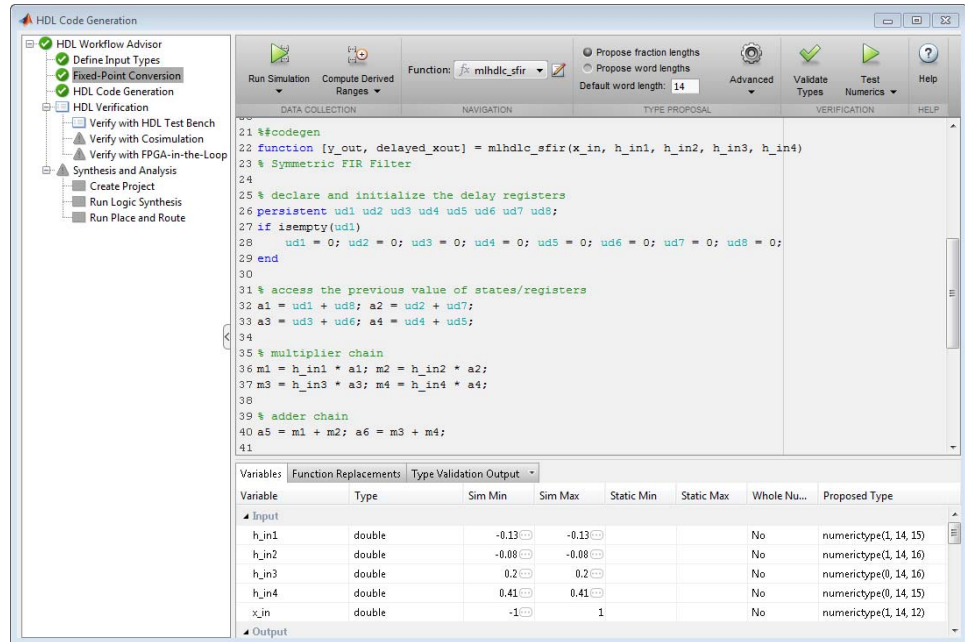 HDL Code Generation
HDL Workflow Advisor
Define Input Types
Fixed-Point Conversion
HDL Code Generation
HDL Verification
Verify with HDL Test Bench
Verify with Cosimulation
Verify with FPGA-in-the-Loop
Synthesis and Analysis
Create Project
Run Logic Synthesis
Run Place and Route
Run Simulation
Compute Derived Ranges
DATA COLLECTION
Function: fx mlhdlc_sfir
NAVIGATION
Propose fraction lengths
Propose word lengths
Default word length: 14
Advanced
TYPE PROPOSAL
Validate Types
Test Numerics
VERIFICATION
? Help
HELP
21 %#codegen
22 function [y_out, delayed_xout] = mlhdlc_sfir(x_in, h_in1, h_in2, h_in3, h_in4)
23 % Symmetric FIR Filter
24
25 % declare and initialize the delay registers
26 persistent ud1 ud2 ud3 ud4 ud5 ud6 ud7 ud8;
27 if isempty(ud1)
28 ud1 = 0; ud2 = 0; ud3 = 0; ud4 = 0; ud5 = 0; ud6 = 0; ud7 = 0; ud8 = 0;
29 end
30
31 % access the previous value of states/registers
32 a1 = ud1 + ud8; a2 = ud2 + ud7;
33 a3 = ud3 + ud6; a4 = ud4 + ud5;
34
35 % multiplier chain
36 m1 = h_in1 * a1; m2 = h_in2 * a2;
37 m3 = h_in3 * a3; m4 = h_in4 * a4;
38
39 % adder chain
40 a5 = m1 + m2; a6 = m3 + m4;
41
Variables Function Replacements Type Validation Output
Variable Type Sim Min Sim Max Static Min Static Max Whole Nu... Proposed Type
Input
h_in1 double -0.13 -0.13 No numerictype(1, 14, 15)
h_in2 double -0.08 -0.08 No numerictype(1, 14, 16)
h_in3 double 0.2 0.2 No numerictype(0, 14, 16)
h_in4 double 0.41 0.41 No numerictype(0, 14, 15)
x_in double -1 1 No numerictype(1, 14, 12)
Output